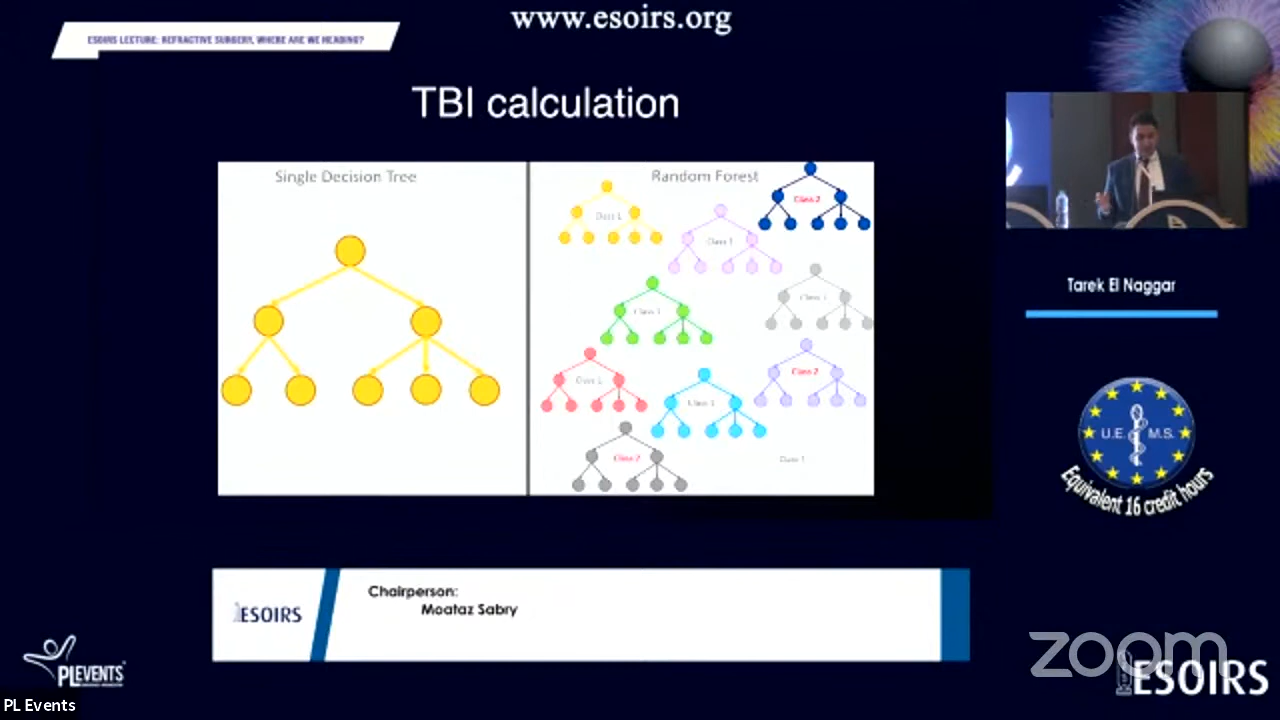 www.esoirs.org
ESOIRS LECTURE: REFRACTIVE SURGERY, WHERE ARE WE HEADING?
TBI calculation
Single Decision Tree
Random Forest
Class 1
Class 2
Class 1
Class 1
Class 1
Class 1
Class 1
Class 2
Class 2
Class 1
Tarek El Naggar
U.E. M.S.
Equivalent 16 credit hours
ESOIRS
Chairperson:
Moataz Sabry
PLEVENTS
zoom
ESOIRS
PL Events